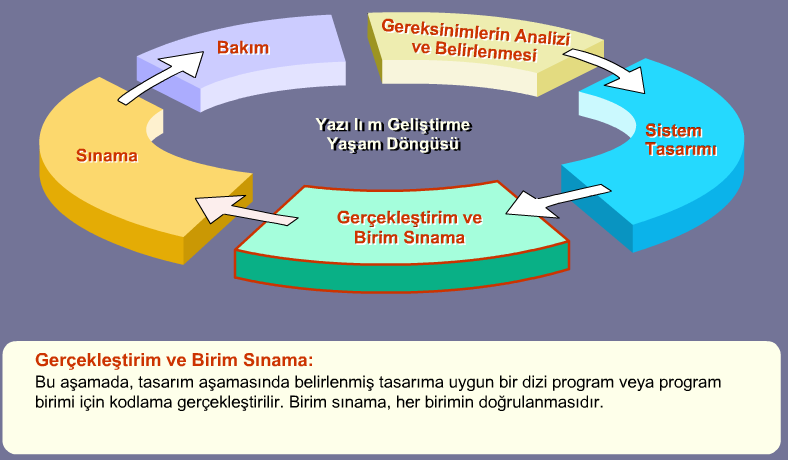 Bakım
Gereksinimlerin Analizi
ve Belirlenmesi
Yazı lı m Geliştirme
Yaşam Döngüsü
Sistem
Tasarımı
Sınama
Gerçekleştirim ve
Birim Sınama
Gerçekleştirim ve Birim Sınama:
Bu aşamada, tasarım aşamasında belirlenmiş tasarıma uygun bir dizi program veya program
birimi için kodlama gerçekleştirilir. Birim sınama, her birimin doğrulanmasıdır.